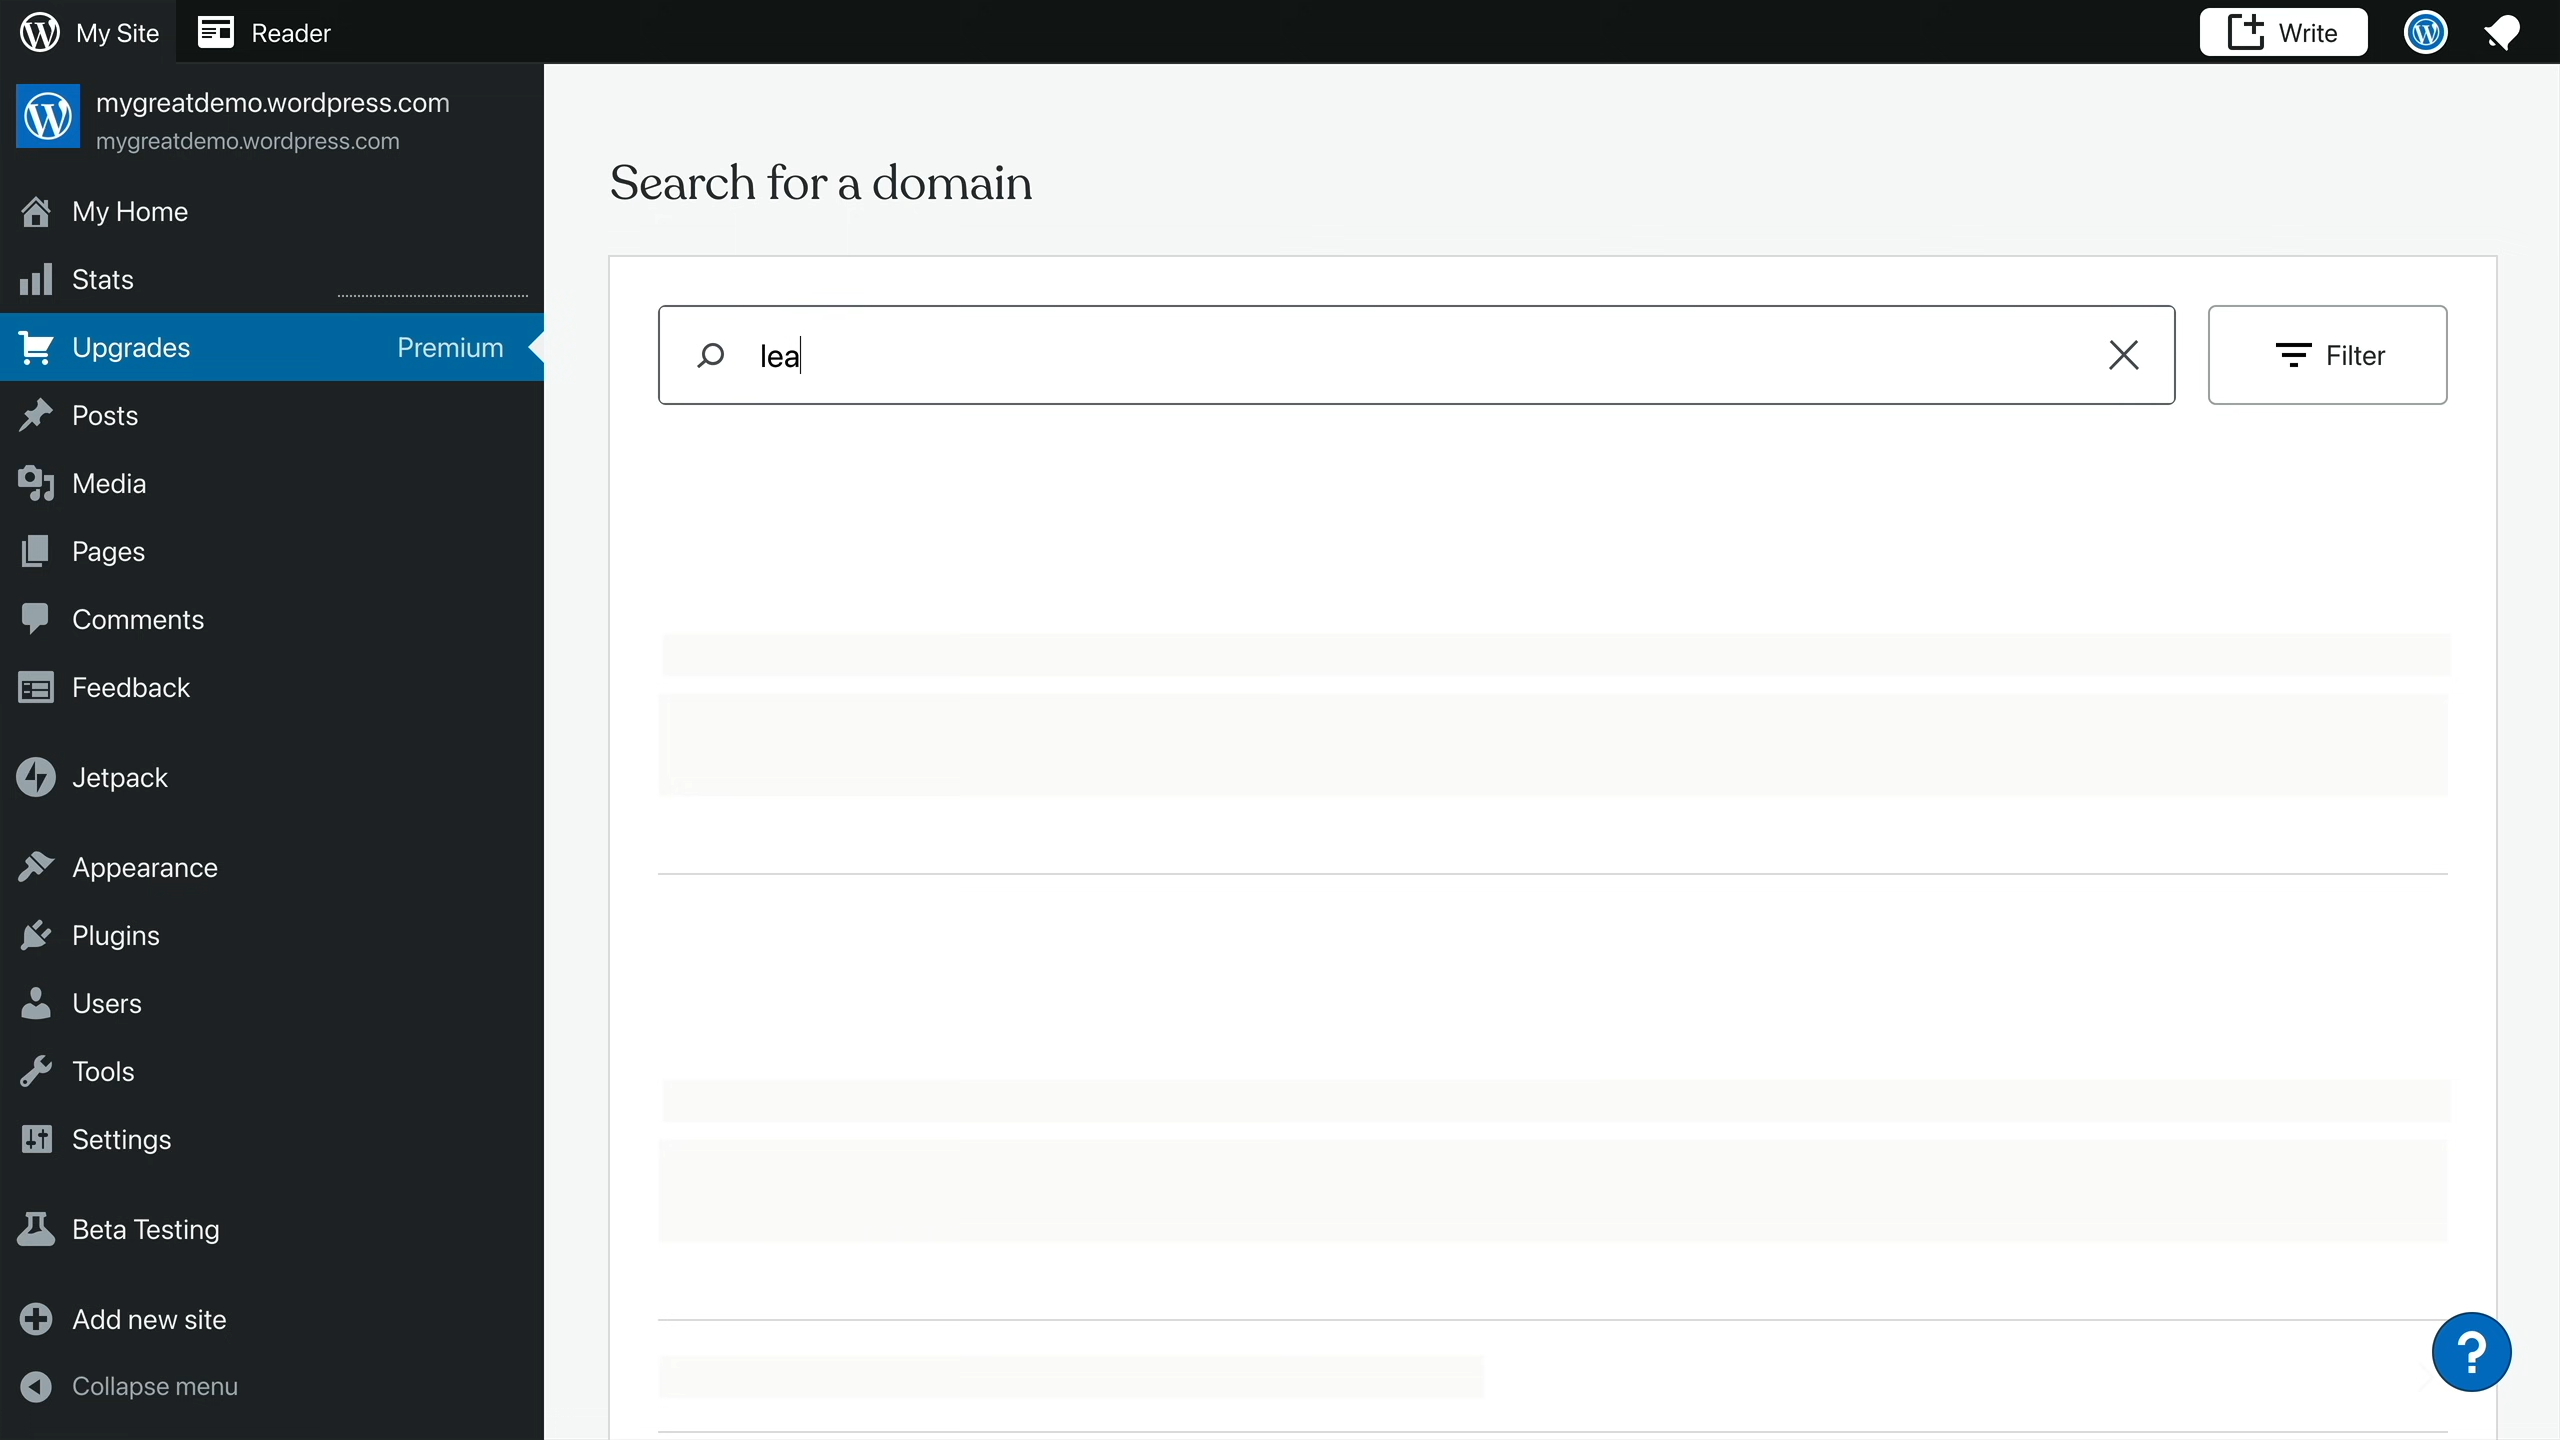 My Site
Reader
Write
mygreatdemo.wordpress.com
mygreatdemo.wordpress.com
My Home
Stats
Upgrades Premium
Posts
Media
Pages
Comments
Feedback
Jetpack
Appearance
Plugins
Users
Tools
Settings
Beta Testing
Add new site
Collapse menu
Search for a domain
lea
Filter
?